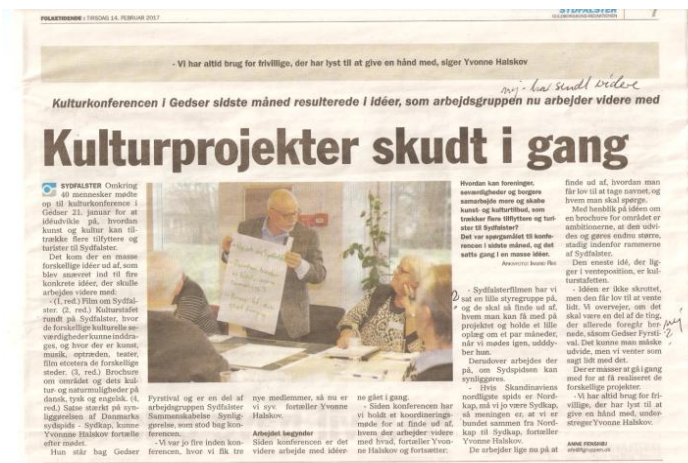 FOLKETIDENDE • TIRSDAG 14. FEBRUAR 2017
SYDFALSTER
- Vi har altid brug for frivillige, der har lyst til at give en hånd med, siger Yvonne Halskov
nej - har sendt videre
Kulturkonferencen i Gedser sidste måned resulterede i idéer, som arbejdsgruppen nu arbejder videre med
Kulturprojekter skudt i gang
SYDFALSTER Omkring
40 mennesker mødte
op til kulturkonference i
Gedser 21. januar for at
idéudvikle på, hvordan
kunst og kultur kan til-
trække flere tilflyttere og
turister til Sydfalster.
Det kom der en masse
forskellige idéer ud af, som
blev snævret ind til fire
konkrete idéer, der skulle
arbejdes videre med:
- (1, red.) Film om Sydfal-
ster. (2, red.) Kulturstafet
rundt på Sydfalster, hvor
de forskellige kulturelle se-
værdigheder kunne inddra-
ges, og hvor der er kunst,
musik, optræden, teater,
film etcetera de forskellige
steder. (3, red.) Brochure
om området og dets kul-
tur- og naturmuligheder på
dansk, tysk og engelsk. (4,
red.) Satse stærkt på syn-
liggørelsen af Danmarks
sydspids - Sydkap, kunne
Yvonne Halskov fortælle
efter mødet.
Hun står bag Gedser
Fyrstival og er en del af
arbejdsgruppen Sydfalster
Sammenskabelse Synlig-
gørelse, som stod bag kon-
ferencen.
- Vi var jo fire inden kon-
ferencen, hvor vi fik tre
nye medlemmer, så nu er
vi syv. fortæller Yvonne
Halskov.
Arbejdet begynder
Siden konferencen er det
videre arbejde med idéer-
ne gået i gang.
- Siden konferencen har
vi holdt et koordinerings-
møde for at finde ud af,
hvem der arbejder videre
med hvad, fortæller Yvon-
ne Halskov og fortsætter:
Hvordan kan foreninger,
seværdigheder og borgere
samarbejde mere og skabe
kunst- og kulturtilbud, som
trækker flere tilflyttere og turi-
ster til Sydfalster?
Det var spørgsmålet til konfe-
rencen i sidste måned, og det
søtte gang i en masse idéer.
- Sydfalsterfilmen har vi
sat en lille styregruppe på,
og de skal så finde ud af,
hvem man kan få med på
projektet og holde et lille
oplæg om et par måneder,
når vi mødes igen, uddyb-
ber hun.
Derudover arbejder de
på, om Sydspidsen kan
synliggøres.
- Hvis Skandinaviens
nordligste spids er Nord-
kap, må vi jo være Sydkap,
så meningen er, at vi er
bundet sammen fra Nord-
kap til Sydkap, fortæller
Yvonne Halskov.
De arbejder lige nu på at
finde ud af, hvordan man
får lov til at tage navnet, og
hvem man skal spørge.
Med henblik på idéen om
en brochure for området er
ambitionerne, at den udvi-
des og gøres endnu større,
stadig indenfor rammerne
af Sydfalster.
Den eneste idé, der lig-
ger i venteposition, er kul-
turstafetten.
- Idéen er ikke skrottet,
men den får lov til at vente
lidt. Vi overvejer, om det
skal være en del af de ting,
der allerede foregår her-
nede, såsom Gedser Fyrsti-
val. Det kunne man måske
udvide, men vi venter som
sagt lidt med det.
Der er masser at gå i gang
med for at få realiseret de
forskellige projekter.
- Vi har altid brug for fri-
villige, der har lyst til at
give en hånd med, under-
streger Yvonne Halskov.